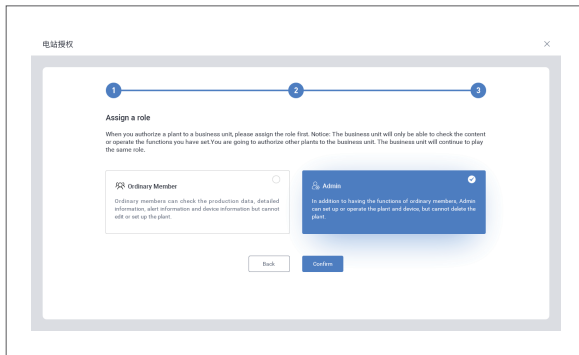 电站授权
1
2
3
Assign a role
When you authorize a plant to a business unit, please assign the role first. Notice: The business unit will only be able to check the content
or operate the functions you have set.You are going to authorize other plants to the business unit. The business unit will continue to play
the same role.
Ordinary Member
Ordinary members can check the production data, detailed
information, alert information and device information but cannot
edit or set up the plant.
Admin
In addition to having the functions of ordinary members, Admin
can set up or operate the plant and device, but cannot delete the
plant.
Back
Confirm